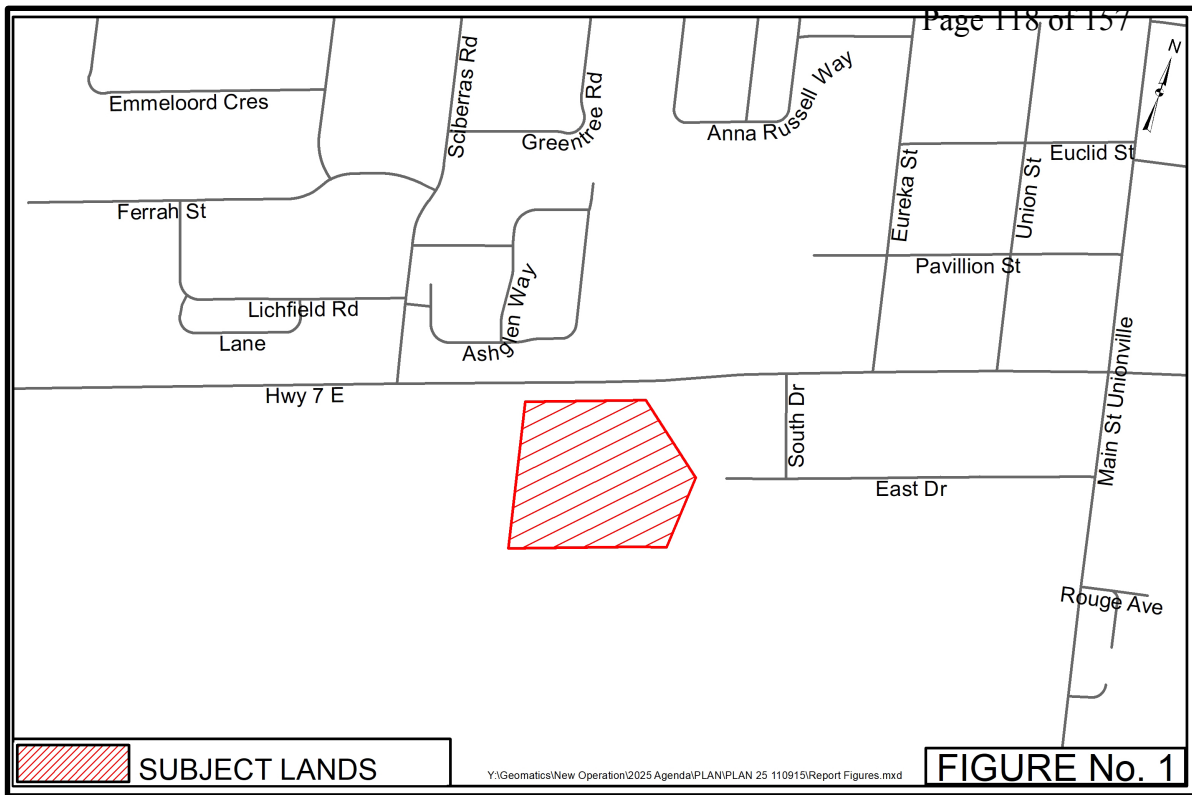 Page 118 of 157
N
Emmeloord Cres
Sciberras Rd
Greentree Rd
Anna Russell Way
Eureka St
Union St
Euclid St
Ferrah St
Pavillion St
Lichfield Rd
Lane
Ashglen Way
Hwy 7 E
South Dr
Main St Unionville
East Dr
Rouge Ave
SUBJECT LANDS
Y:\Geomatics\New Operation\2025 Agenda\PLAN\PLAN 25 110915\Report Figures.mxd
FIGURE No. 1